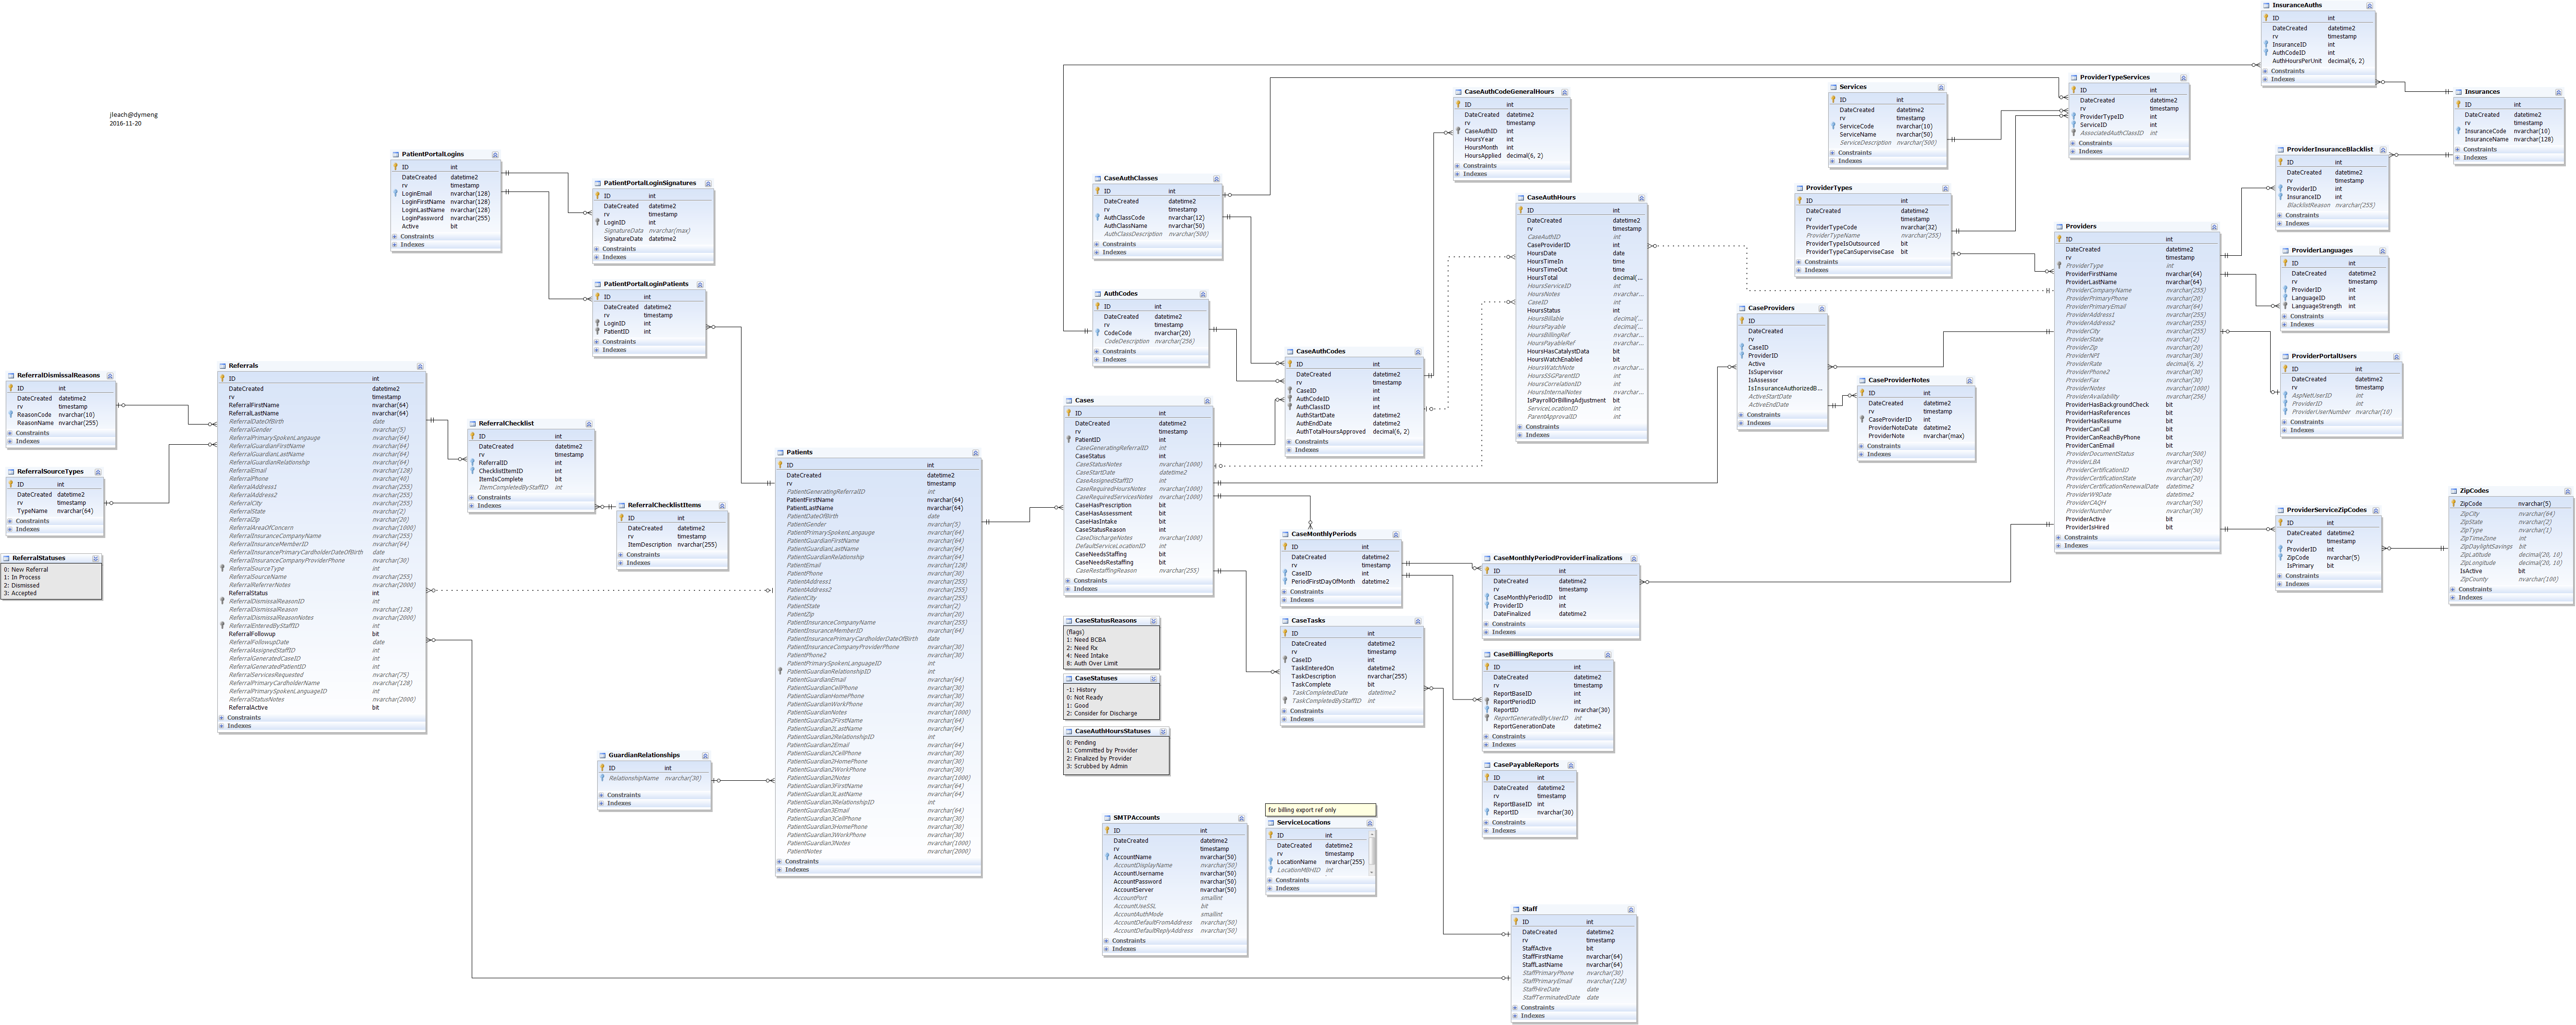 jleach@dymeng
2016-11-20
ReferralDismissalReasons
ID int
DateCreated datetime2
rv timestamp
ReasonCode nvarchar(10)
ReasonName nvarchar(255)
Constraints
Indexes
ReferralSourceTypes
ID int
DateCreated datetime2
rv timestamp
TypeName nvarchar(64)
Constraints
Indexes
ReferralStatuses
0: New Referral
1: In Process
2: Dismissed
3: Accepted
Referrals
ID int
DateCreated datetime2
rv timestamp
ReferralFirstName nvarchar(64)
ReferralLastName nvarchar(64)
ReferralDateOfBirth date
ReferralGender nvarchar(5)
ReferralPrimarySpokenLangauge nvarchar(64)
ReferralGuardianFirstName nvarchar(64)
ReferralGuardianLastName nvarchar(64)
ReferralGuardianRelationship nvarchar(64)
ReferralEmail nvarchar(128)
ReferralPhone nvarchar(40)
ReferralAddress1 nvarchar(255)
ReferralAddress2 nvarchar(255)
ReferralCity nvarchar(255)
ReferralState nvarchar(2)
ReferralZip nvarchar(20)
ReferralAreaOfConcern nvarchar(1000)
ReferralInsuranceCompanyName nvarchar(255)
ReferralInsuranceMemberID nvarchar(64)
ReferralInsurancePrimaryCardholderDateOfBirth date
ReferralInsuranceCompanyProviderPhone nvarchar(30)
ReferralSourceType int
ReferralSourceName nvarchar(255)
ReferralReferrerNotes nvarchar(2000)
ReferralStatus int
ReferralDismissalReasonID int
ReferralDismissalReason nvarchar(128)
ReferralDismissalReasonNotes nvarchar(2000)
ReferralEnteredByStaffID int
ReferralFollowup bit
ReferralFollowupDate date
ReferralAssignedStaffID int
ReferralGeneratedCaseID int
ReferralGeneratedPatientID int
ReferralServicesRequested nvarchar(75)
ReferralPrimaryCardholderName nvarchar(128)
ReferralPrimarySpokenLanguageID int
ReferralStatusNotes nvarchar(2000)
ReferralActive bit
Constraints
Indexes
PatientPortalLogins
ID int
DateCreated datetime2
rv timestamp
LoginEmail nvarchar(128)
LoginFirstName nvarchar(128)
LoginLastName nvarchar(128)
LoginPassword nvarchar(255)
Active bit
Constraints
Indexes
PatientPortalLoginSignatures
ID int
DateCreated datetime2
rv timestamp
LoginID int
SignatureData nvarchar(max)
SignatureDate datetime2
Constraints
Indexes
PatientPortalLoginPatients
ID int
DateCreated datetime2
rv timestamp
LoginID int
PatientID int
Constraints
Indexes
ReferralChecklist
ID int
DateCreated datetime2
rv timestamp
ReferralID int
ChecklistItemID int
ItemIsComplete bit
ItemCompletedByStaffID int
Constraints
Indexes
ReferralChecklistItems
ID int
DateCreated datetime2
rv timestamp
ItemDescription nvarchar(255)
Constraints
Indexes
GuardianRelationships
ID int
RelationshipName nvarchar(30)
Constraints
Indexes
Patients
ID int
DateCreated datetime2
rv timestamp
PatientGeneratingReferralID int
PatientFirstName nvarchar(64)
PatientLastName nvarchar(64)
PatientDateOfBirth date
PatientGender nvarchar(5)
PatientPrimarySpokenLangauge nvarchar(64)
PatientGuardianFirstName nvarchar(64)
PatientGuardianLastName nvarchar(64)
PatientGuardianRelationship nvarchar(64)
PatientEmail nvarchar(128)
PatientPhone nvarchar(30)
PatientAddress1 nvarchar(255)
PatientAddress2 nvarchar(255)
PatientCity nvarchar(255)
PatientState nvarchar(2)
PatientZip nvarchar(20)
PatientInsuranceCompanyName nvarchar(255)
PatientInsuranceMemberID nvarchar(64)
PatientInsurancePrimaryCardholderDateOfBirth date
PatientInsuranceCompanyProviderPhone nvarchar(30)
PatientPhone2 nvarchar(30)
PatientPrimarySpokenLanguageID int
PatientGuardianRelationshipID int
PatientGuardianEmail nvarchar(64)
PatientGuardianCellPhone nvarchar(30)
PatientGuardianHomePhone nvarchar(30)
PatientGuardianWorkPhone nvarchar(30)
PatientGuardianNotes nvarchar(1000)
PatientGuardian2FirstName nvarchar(64)
PatientGuardian2LastName nvarchar(64)
PatientGuardian2RelationshipID int
PatientGuardian2Email nvarchar(64)
PatientGuardian2CellPhone nvarchar(30)
PatientGuardian2HomePhone nvarchar(30)
PatientGuardian2WorkPhone nvarchar(30)
PatientGuardian2Notes nvarchar(1000)
PatientGuardian3FirstName nvarchar(64)
PatientGuardian3LastName nvarchar(64)
PatientGuardian3RelationshipID int
PatientGuardian3Email nvarchar(64)
PatientGuardian3CellPhone nvarchar(30)
PatientGuardian3HomePhone nvarchar(30)
PatientGuardian3WorkPhone nvarchar(30)
PatientGuardian3Notes nvarchar(1000)
PatientNotes nvarchar(2000)
Constraints
Indexes
CaseAuthClasses
ID int
DateCreated datetime2
rv timestamp
AuthClassCode nvarchar(12)
AuthClassName nvarchar(50)
AuthClassDescription nvarchar(500)
Constraints
Indexes
AuthCodes
ID int
DateCreated datetime2
rv timestamp
CodeCode nvarchar(20)
CodeDescription nvarchar(256)
Constraints
Indexes
Cases
ID int
DateCreated datetime2
rv timestamp
PatientID int
CaseGeneratingReferralID int
CaseStatus int
CaseStatusNotes nvarchar(1000)
CaseStartDate datetime2
CaseAssignedStaffID int
CaseRequiredHoursNotes nvarchar(1000)
CaseRequiredServicesNotes nvarchar(1000)
CaseHasPrescription bit
CaseHasAssessment bit
CaseHasIntake bit
CaseStatusReason int
CaseDischargeNotes nvarchar(1000)
DefaultServiceLocationID int
CaseNeedsStaffing bit
CaseNeedsRestaffing bit
CaseRestaffingReason nvarchar(255)
Constraints
Indexes
CaseStatusReasons
(flags)
1: Need BCBA
2: Need Rx
4: Need Intake
8: Auth Over Limit
CaseStatuses
-1: History
0: Not Ready
1: Good
2: Consider for Discharge
CaseAuthHoursStatuses
0: Pending
1: Committed by Provider
2: Finalized by Provider
3: Scrubbed by Admin
SMTPAccounts
ID int
DateCreated datetime2
rv timestamp
AccountName nvarchar(50)
AccountDisplayName nvarchar(50)
AccountUsername nvarchar(50)
AccountPassword nvarchar(50)
AccountServer nvarchar(50)
AccountPort smallint
AccountUseSSL bit
AccountAuthMode smallint
AccountDefaultFromAddress nvarchar(50)
AccountDefaultReplyAddress nvarchar(50)
Constraints
Indexes
for billing export ref only
ServiceLocations
ID int
DateCreated datetime2
rv timestamp
LocationName nvarchar(255)
LocationMBHID int
Constraints
Indexes
CaseAuthCodes
ID int
DateCreated datetime2
rv timestamp
CaseID int
AuthCodeID int
AuthClassID int
AuthStartDate datetime2
AuthEndDate datetime2
AuthTotalHoursApproved decimal(6, 2)
Constraints
Indexes
CaseMonthlyPeriods
ID int
DateCreated datetime2
rv timestamp
CaseID int
PeriodFirstDayOfMonth datetime2
Constraints
Indexes
CaseTasks
ID int
DateCreated datetime2
rv timestamp
CaseID int
TaskEnteredOn datetime2
TaskDescription nvarchar(255)
TaskComplete bit
TaskCompletedDate datetime2
TaskCompletedByStaffID int
Constraints
Indexes
CaseAuthCodeGeneralHours
ID int
DateCreated datetime2
rv timestamp
CaseAuthID int
HoursYear int
HoursMonth int
HoursApplied decimal(6, 2)
Constraints
Indexes
CaseAuthHours
ID int
DateCreated datetime2
rv timestamp
CaseAuthID int
CaseProviderID int
HoursDate date
HoursTimeIn time
HoursTimeOut time
HoursTotal decimal(...
HoursServiceID int
HoursNotes nvarchar...
CaseID int
HoursStatus int
HoursBillable decimal(...
HoursPayable decimal(...
HoursBillingRef nvarchar...
HoursPayableRef nvarchar...
HoursHasCatalystData bit
HoursWatchEnabled bit
HoursWatchNote nvarchar...
HoursSSGParentID int
HoursCorrelationID int
HoursInternalNotes nvarchar...
IsPayrollOrBillingAdjustment bit
ServiceLocationID int
ParentApprovalID int
Constraints
Indexes
CaseMonthlyPeriodProviderFinalizations
ID int
DateCreated datetime2
rv timestamp
CaseMonthlyPeriodID int
ProviderID int
DateFinalized datetime2
Constraints
Indexes
CaseBillingReports
ID int
DateCreated datetime2
rv timestamp
ReportBaseID int
ReportPeriodID int
ReportID nvarchar(30)
ReportGeneratedByUserID int
ReportGenerationDate datetime2
Constraints
Indexes
CasePayableReports
ID int
DateCreated datetime2
rv timestamp
ReportBaseID int
ReportID nvarchar(30)
Constraints
Indexes
Staff
ID int
DateCreated datetime2
rv timestamp
StaffActive bit
StaffFirstName nvarchar(64)
StaffLastName nvarchar(64)
StaffPrimaryPhone nvarchar(30)
StaffPrimaryEmail nvarchar(128)
StaffHireDate date
StaffTerminatedDate date
Constraints
Indexes
Services
ID int
DateCreated datetime2
rv timestamp
ServiceCode nvarchar(10)
ServiceName nvarchar(50)
ServiceDescription nvarchar(500)
Constraints
Indexes
ProviderTypes
ID int
DateCreated datetime2
rv timestamp
ProviderTypeCode nvarchar(32)
ProviderTypeName nvarchar(255)
ProviderTypeIsOutsourced bit
ProviderTypeCanSuperviseCase bit
Constraints
Indexes
CaseProviders
ID
DateCreated
rv
CaseID
ProviderID
Active
IsSupervisor
IsAssessor
IsInsuranceAuthorizedB...
ActiveStartDate
ActiveEndDate
Constraints
Indexes
CaseProviderNotes
ID int
DateCreated datetime2
rv timestamp
CaseProviderID int
ProviderNoteDate datetime2
ProviderNote nvarchar(max)
Constraints
Indexes
ProviderTypeServices
ID int
DateCreated datetime2
rv timestamp
ProviderTypeID int
ServiceID int
AssociatedAuthClassID int
Constraints
Indexes
Providers
ID int
DateCreated datetime2
rv timestamp
ProviderType int
ProviderFirstName nvarchar(64)
ProviderLastName nvarchar(64)
ProviderCompanyName nvarchar(255)
ProviderPrimaryPhone nvarchar(20)
ProviderPrimaryEmail nvarchar(64)
ProviderAddress1 nvarchar(255)
ProviderAddress2 nvarchar(255)
ProviderCity nvarchar(255)
ProviderState nvarchar(2)
ProviderZip nvarchar(20)
ProviderNPI nvarchar(30)
ProviderRate decimal(6, 2)
ProviderPhone2 nvarchar(30)
ProviderFax nvarchar(30)
ProviderNotes nvarchar(1000)
ProviderAvailability nvarchar(256)
ProviderHasBackgroundCheck bit
ProviderHasReferences bit
ProviderHasResume bit
ProviderCanCall bit
ProviderCanReachByPhone bit
ProviderCanEmail bit
ProviderDocumentStatus nvarchar(500)
ProviderLBA nvarchar(50)
ProviderCertificationID nvarchar(50)
ProviderCertificationState nvarchar(20)
ProviderCertificationRenewalDate datetime2
ProviderW9Date datetime2
ProviderCAQH nvarchar(50)
ProviderNumber nvarchar(30)
ProviderActive bit
ProviderIsHired bit
Constraints
Indexes
InsuranceAuths
ID int
DateCreated datetime2
rv timestamp
InsuranceID int
AuthCodeID int
AuthHoursPerUnit decimal(6, 2)
Constraints
Indexes
Insurances
ID int
DateCreated datetime2
rv timestamp
InsuranceCode nvarchar(10)
InsuranceName nvarchar(128)
Constraints
Indexes
ProviderInsuranceBlacklist
ID int
DateCreated datetime2
rv timestamp
ProviderID int
InsuranceID int
BlacklistReason nvarchar(255)
Constraints
Indexes
ProviderLanguages
ID int
DateCreated datetime2
rv timestamp
ProviderID int
LanguageID int
LanguageStrength int
Constraints
Indexes
ProviderPortalUsers
ID int
DateCreated datetime2
rv timestamp
AspNetUserID int
ProviderID int
ProviderUserNumber nvarchar(10)
Constraints
Indexes
ProviderServiceZipCodes
ID int
DateCreated datetime2
rv timestamp
ProviderID int
ZipCode nvarchar(5)
IsPrimary bit
Constraints
Indexes
ZipCodes
ZipCode nvarchar(5)
ZipCity nvarchar(64)
ZipState nvarchar(2)
ZipType nvarchar(1)
ZipTimeZone int
ZipDaylightSavings bit
ZipLatitude decimal(20, 10)
ZipLongitude decimal(20, 10)
IsActive bit
ZipCounty nvarchar(100)
Constraints
Indexes